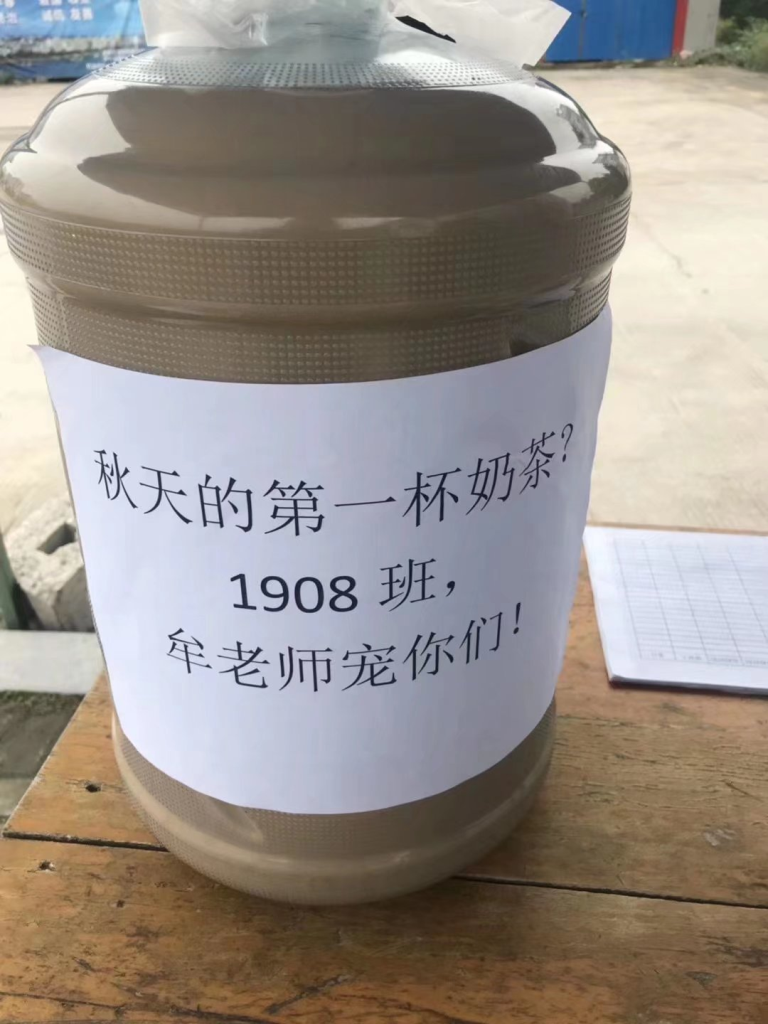 秋天的第一杯奶茶?
1908 班,
牟老师宠你们!